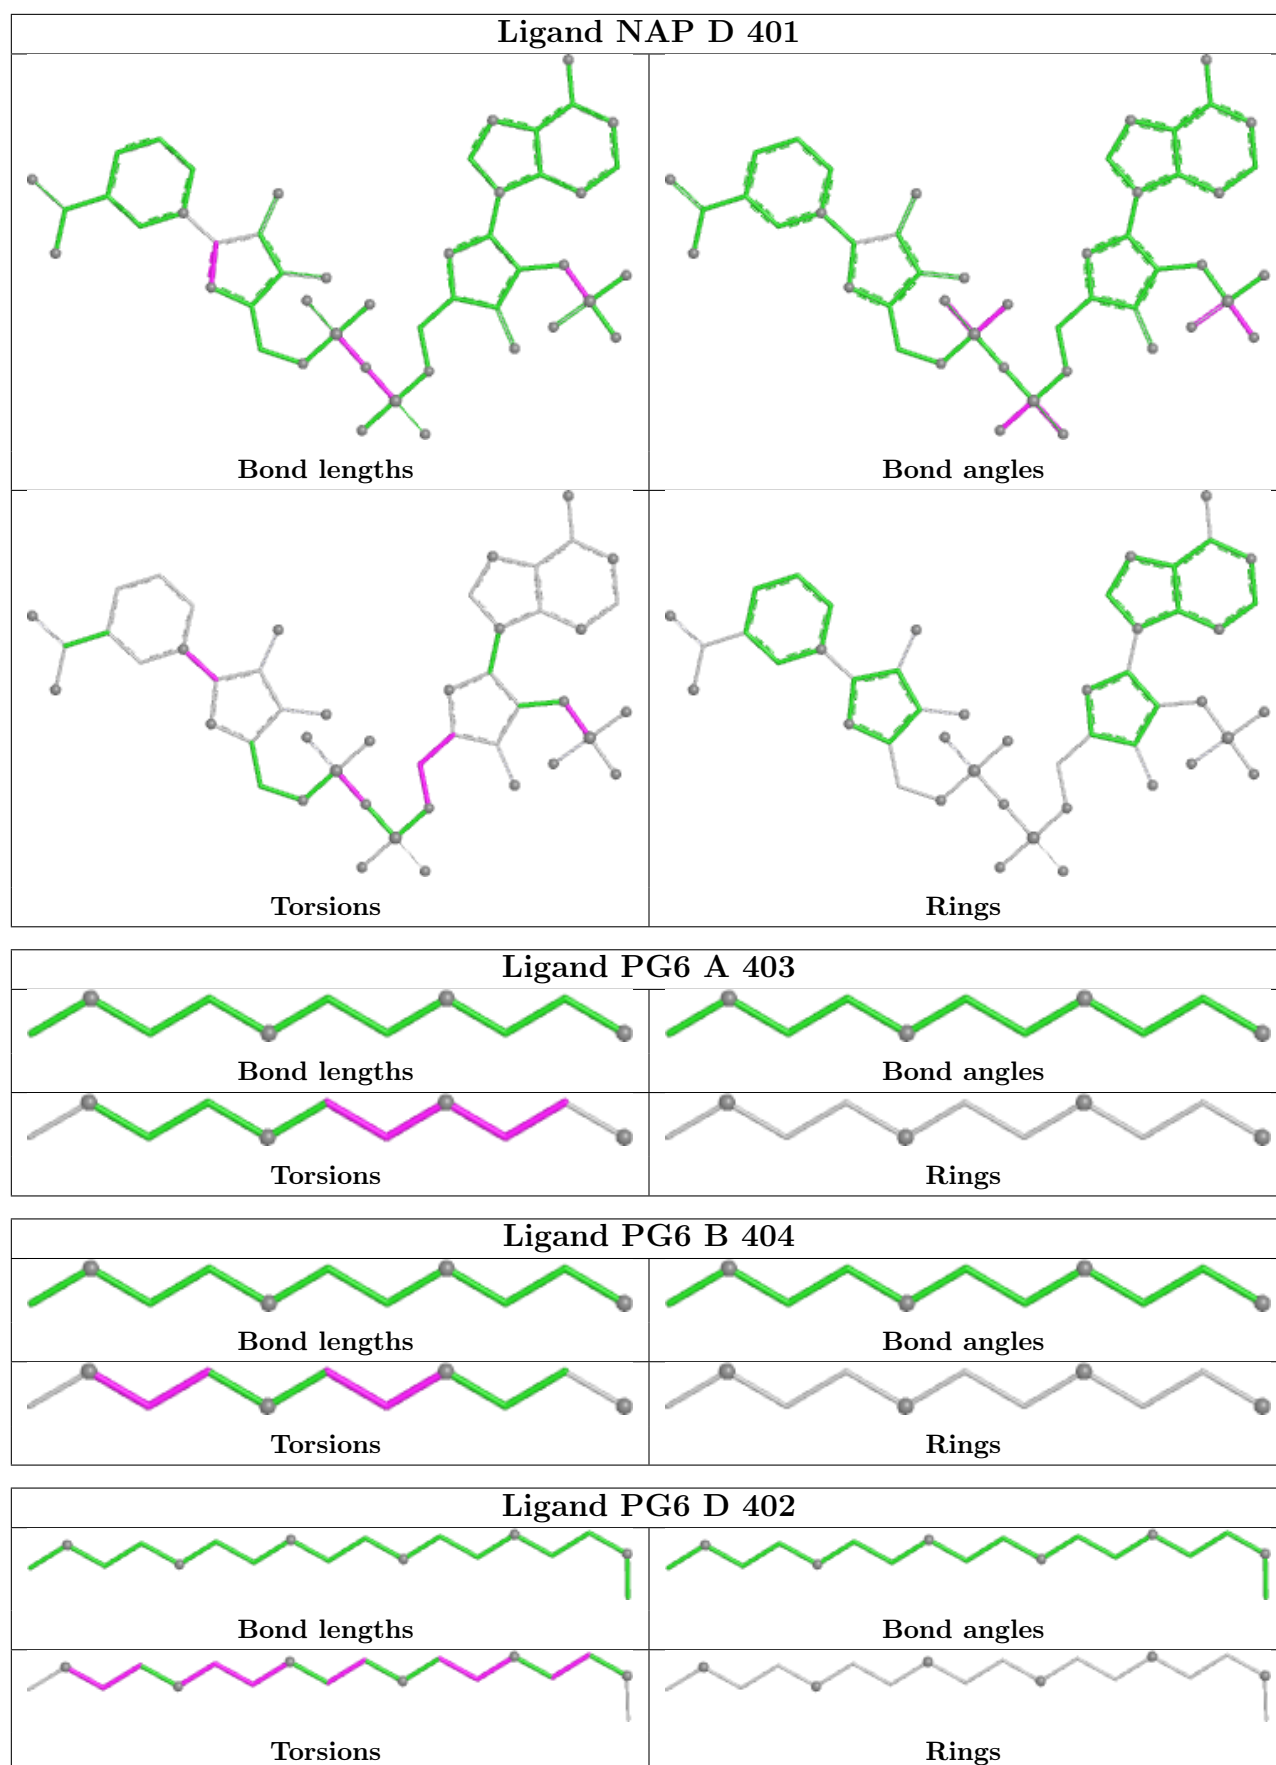 Ligand NAP D 401
Bond lengths
Bond angles
Torsions
Rings
Ligand PG6 A 403
Bond lengths
Bond angles
Torsions
Rings
Ligand PG6 B 404
Bond lengths
Bond angles
Torsions
Rings
Ligand PG6 D 402
Bond lengths
Bond angles
Torsions
Rings